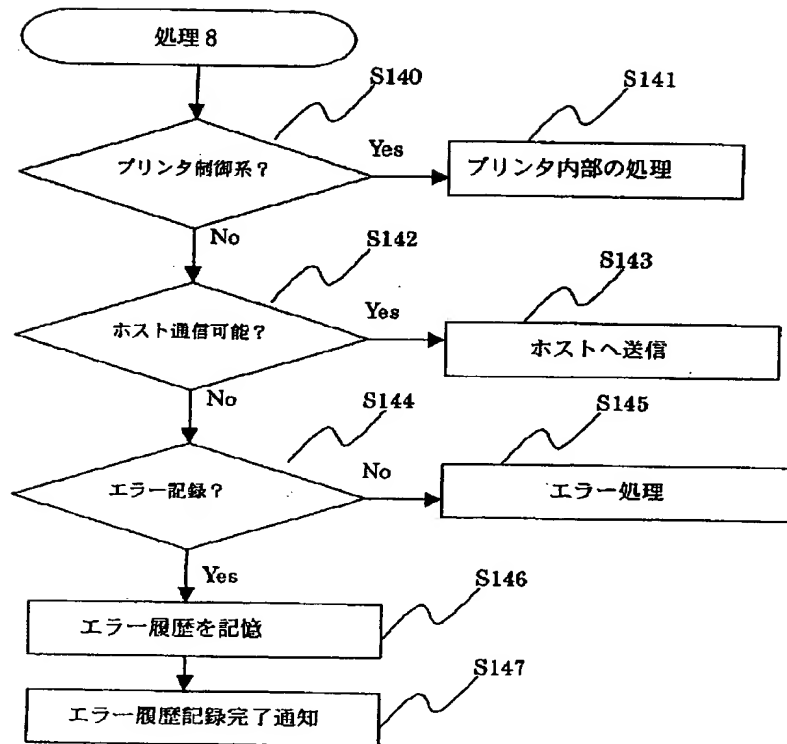 処理8
S140
プリンタ制御系?
Yes
S141
プリンタ内部の処理
No
S142
ホスト通信可能?
Yes
S143
ホストへ送信
No
S144
エラー記録?
No
S145
エラー処理
Yes
S146
エラー履歴を記憶
S147
エラー履歴記録完了通知